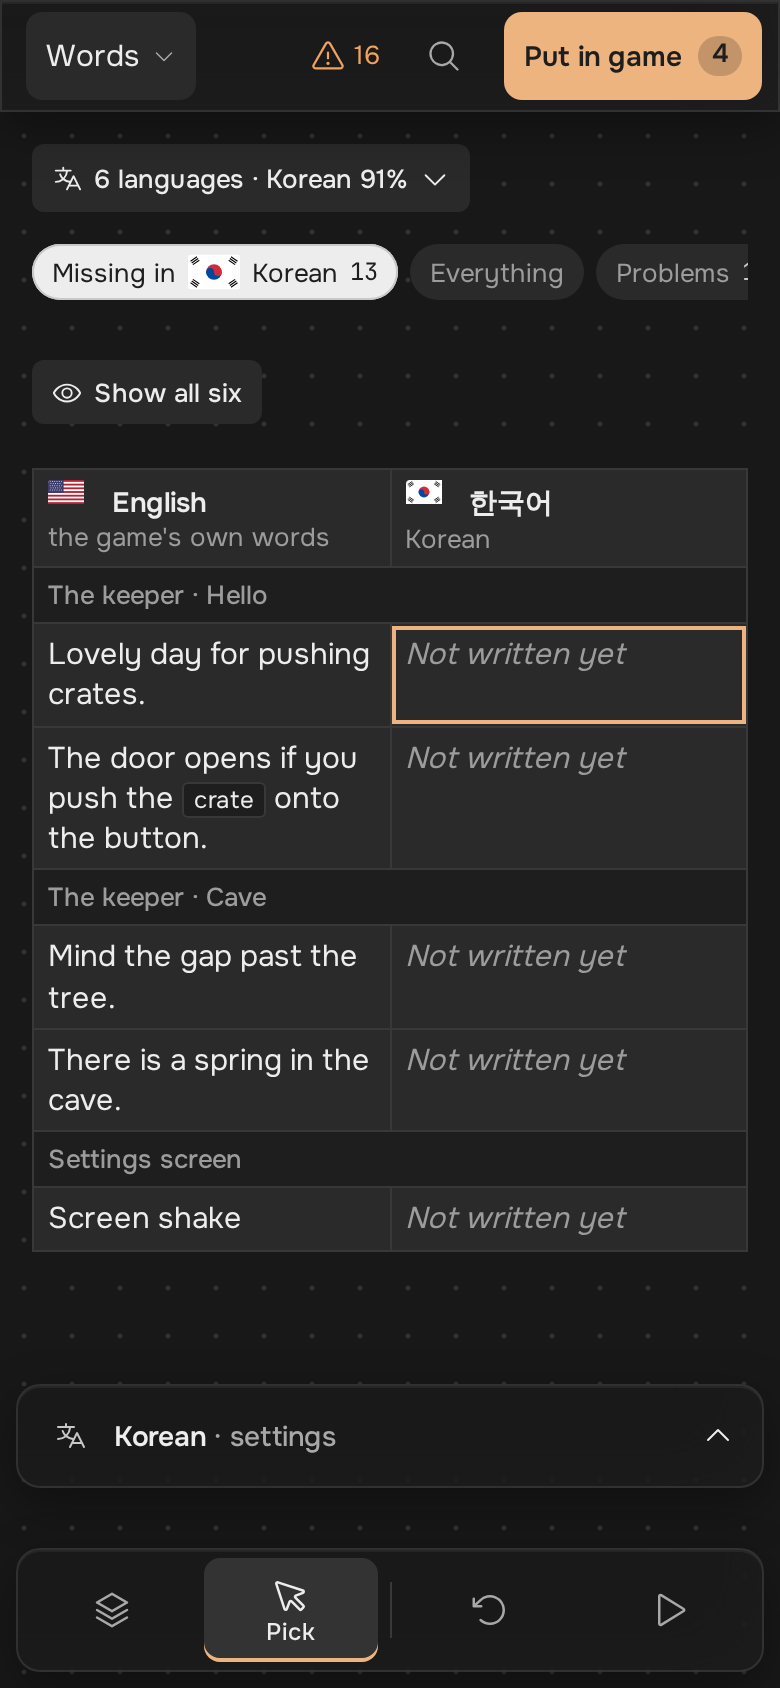 Words
16
Put in game 4
6 languages · Korean 91%
Missing in Korean 13
Everything
Problems
Show all six
English
the game's own words
한국어
Korean
The keeper · Hello
Lovely day for pushing
crates.
Not written yet
The door opens if you
push the crate onto
the button.
Not written yet
The keeper · Cave
Mind the gap past the
tree.
Not written yet
There is a spring in the
cave.
Not written yet
Settings screen
Screen shake
Not written yet
Korean · settings
Pick